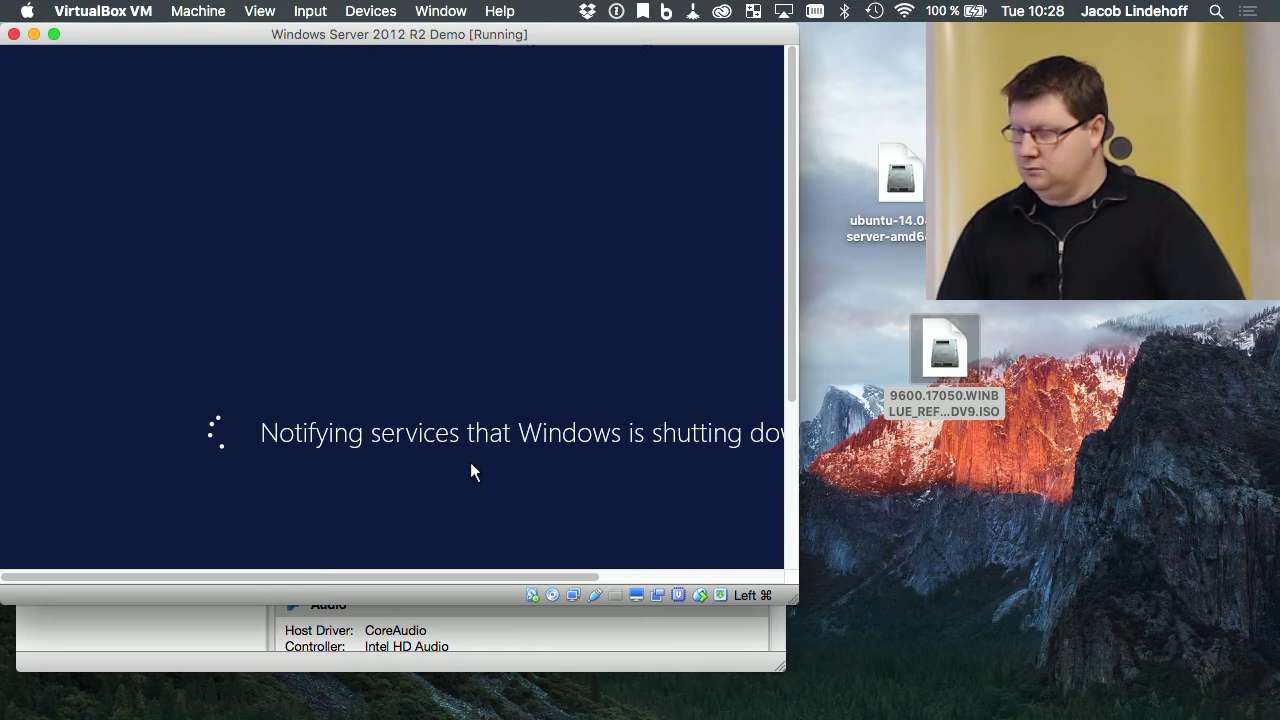 VirtualBox VM Machine View Input Devices Window Help 100 % Tue 10:28 Jacob Lindehoff
Windows Server 2012 R2 Demo [Running]
ubuntu-14.0
server-amd6
9600.17050.WINB
LUE_REF...DV9.ISO
Notifying services that Windows is shutting dow
Left ⌘
Audio
Host Driver: CoreAudio
Controller: Intel HD Audio